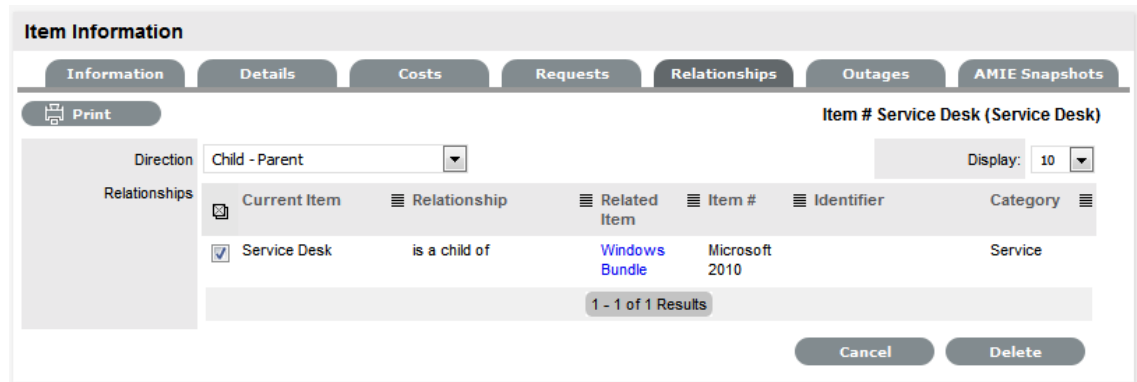 Item Information
Information Details Costs Requests Relationships Outages AMIE Snapshots
Print Item # Service Desk (Service Desk)
Direction Child - Parent Display: 10
Relationships Current Item Relationship Related Item Item # Identifier Category
Service Desk is a child of Windows Bundle Microsoft 2010 Service
1 - 1 of 1 Results
Cancel Delete